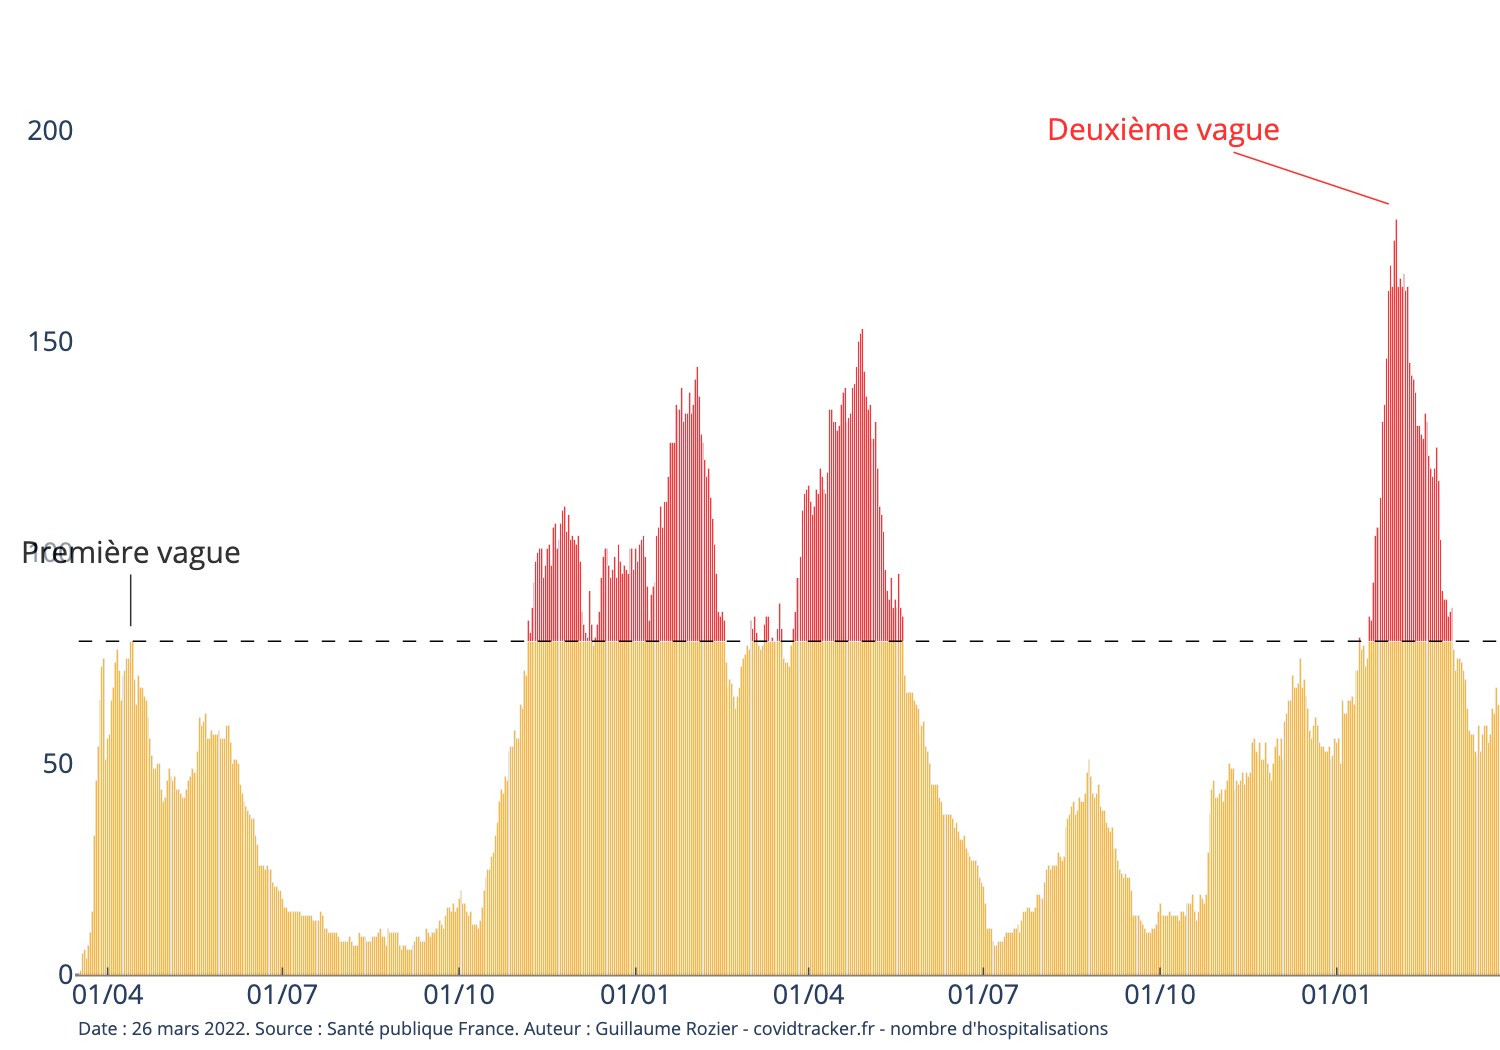 200
Deuxième vague
150
100
Première vague
50
0
01/04 01/07 01/10 01/01 01/04 01/07 01/10 01/01
Date : 26 mars 2022. Source : Santé publique France. Auteur : Guillaume Rozier - covidtracker.fr - nombre d'hospitalisations